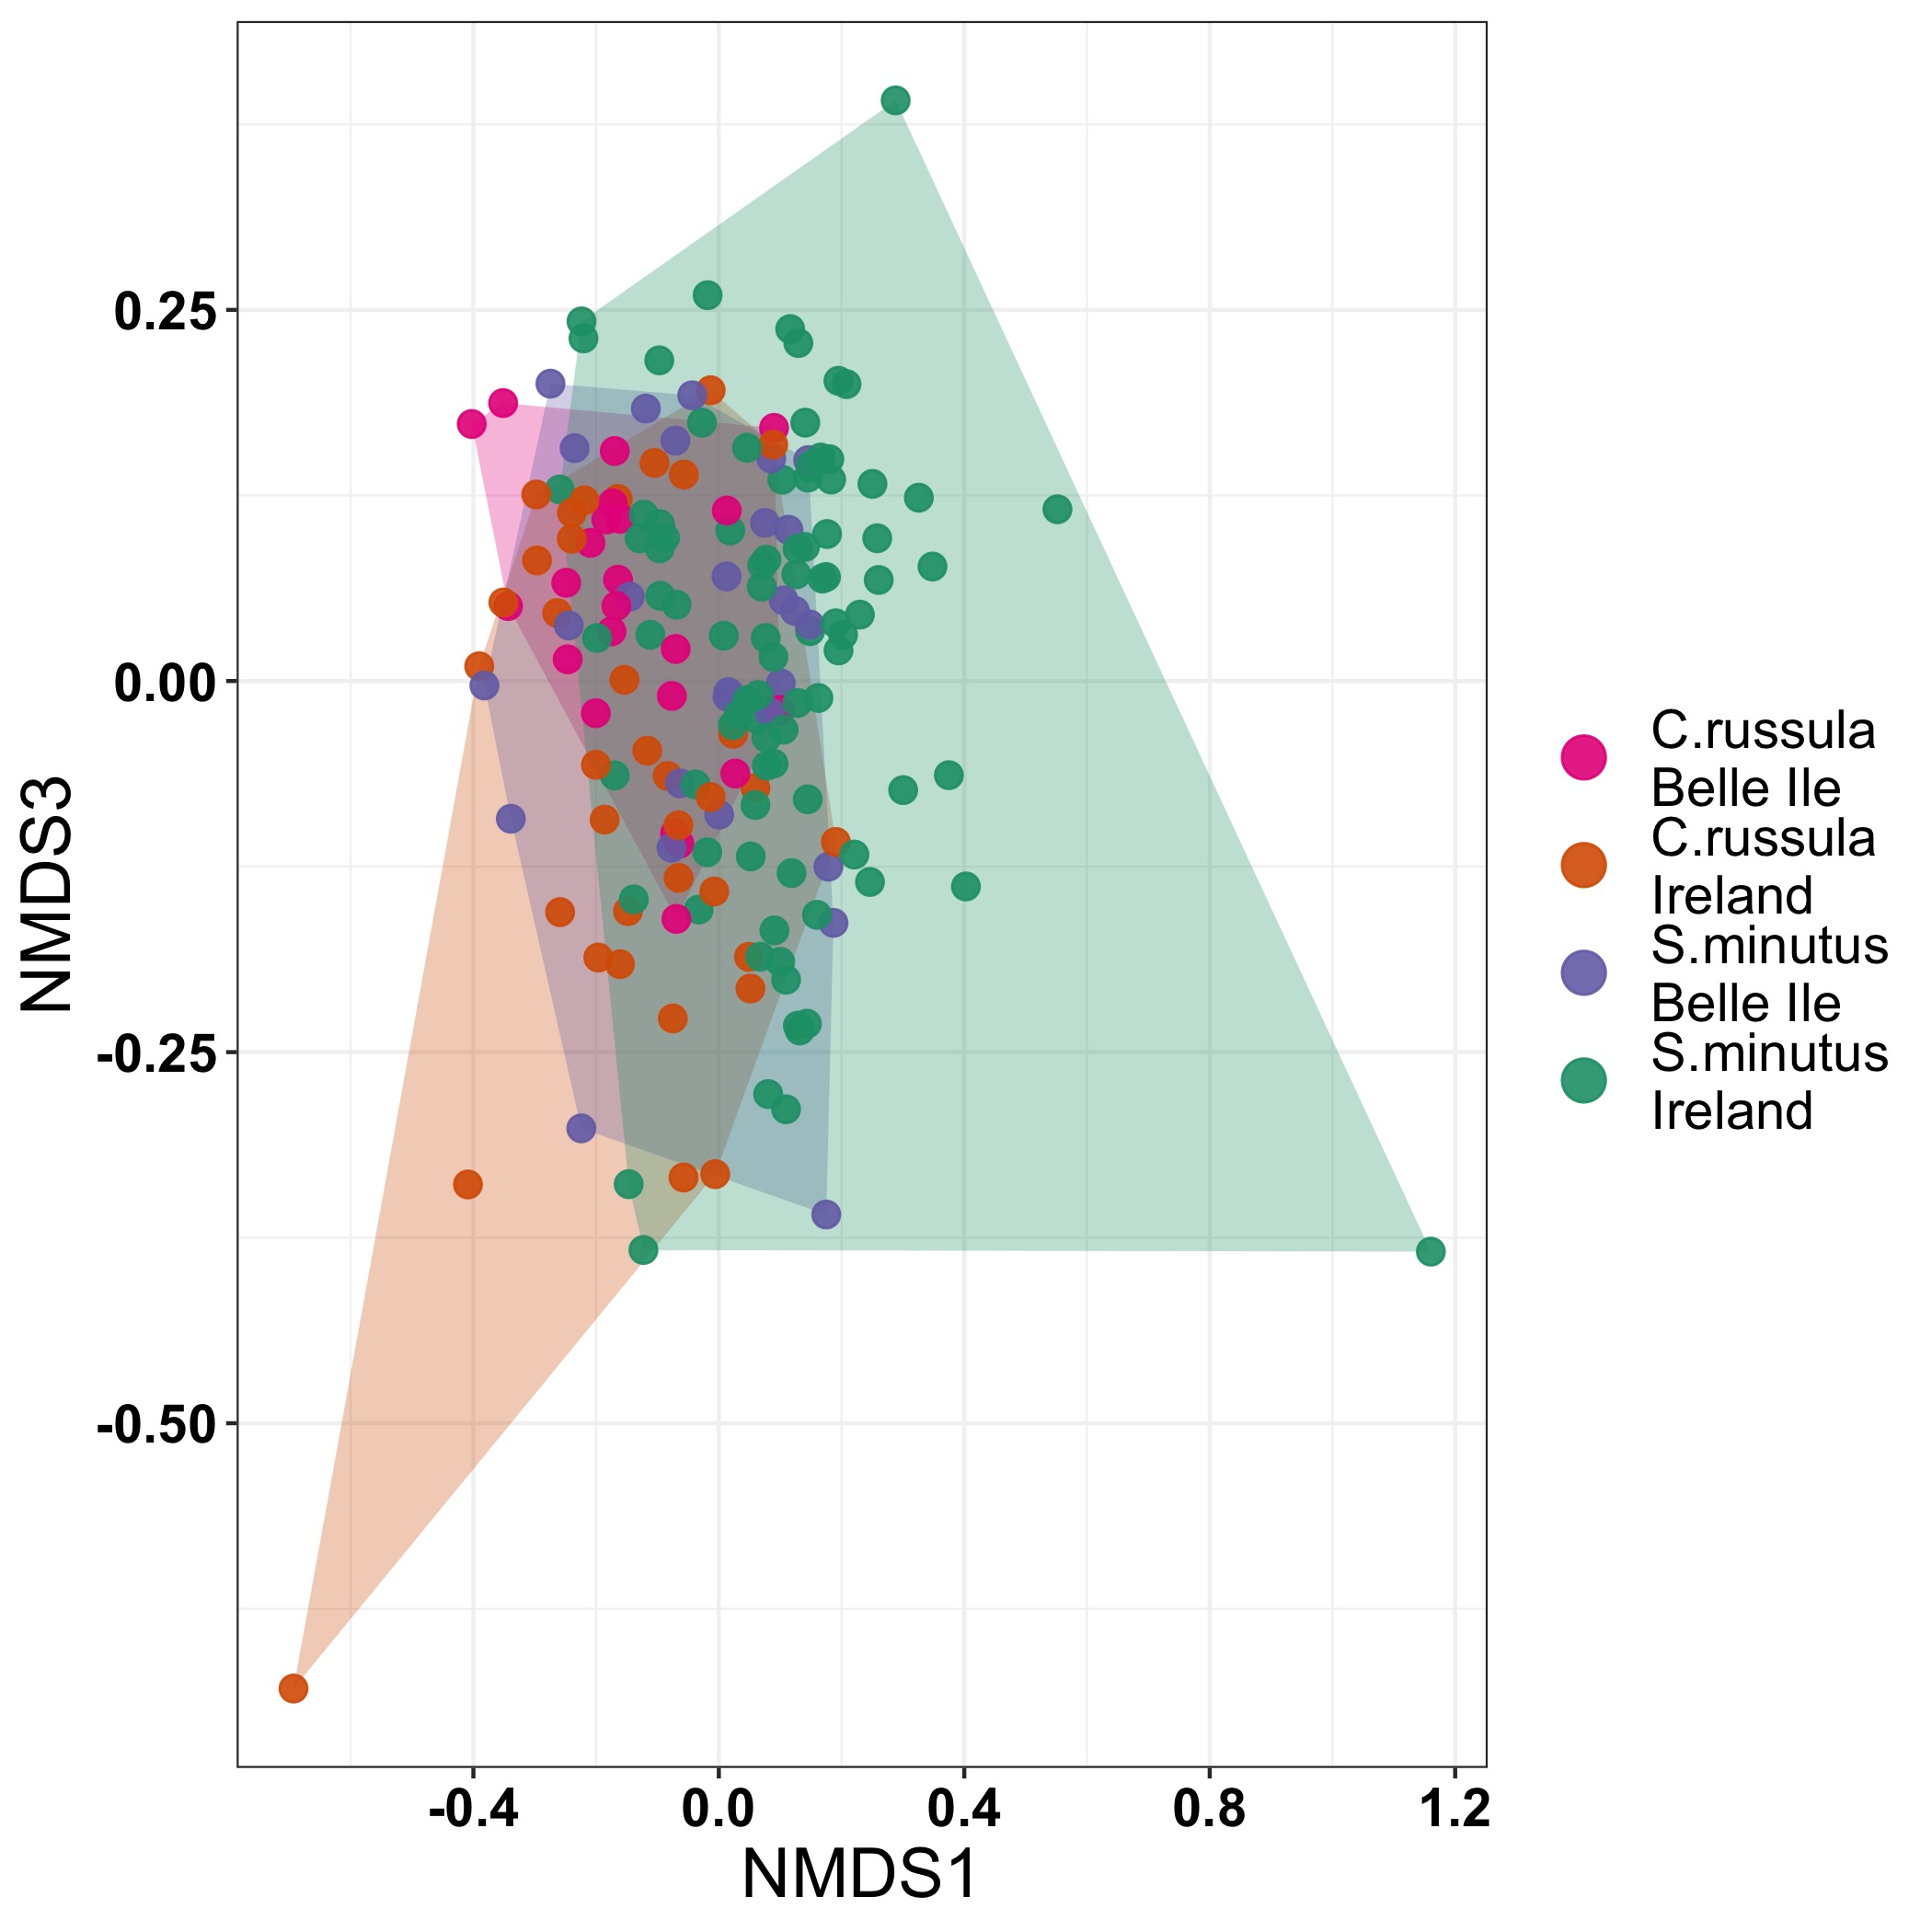 0.25
0.00
-0.25
-0.50
NMDS3
-0.4 0.0 0.4 0.8 1.2
NMDS1
C.russula
Belle Ile
C.russula
Ireland
S.minutus
Belle Ile
S.minutus
Ireland